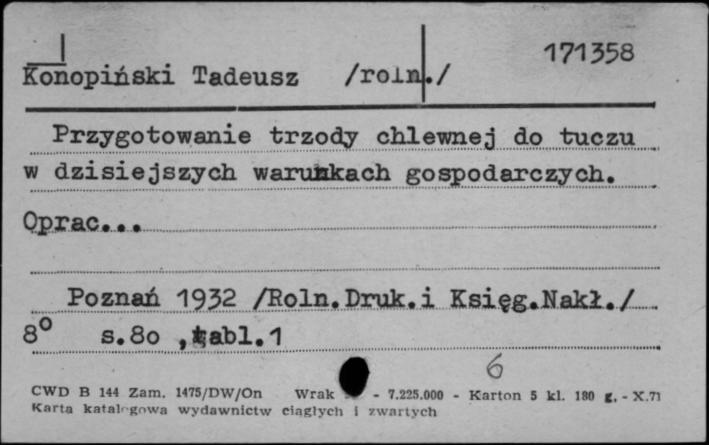 171358
Konopiński Tadeusz /roln./
Przygotowanie trzody chlewnej do tuczu
w dzisiejszych warunkach gospodarczych.
Oprac...
Poznań 1932 /Roln.Druk.i Księg.Nakł./
8° s.80 ,tabl.1
6
CWD B 144 Zam. 1475/DW/On Wrak - 7.225.000 - Karton 5 kl. 180 g. - X.71
Karta katalogowa wydawnictw ciągłych i zwartych